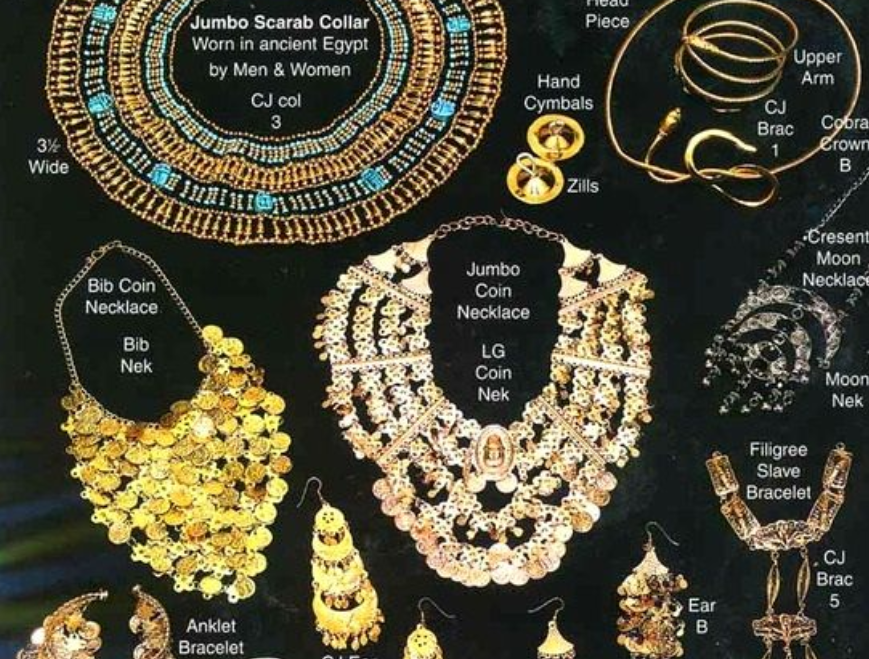 Jumbo Scarab Collar
Worn in ancient Egypt
by Men & Women
CJ col
3
3½
Wide
Head
Piece
Hand
Cymbals
Zills
Upper
Arm
CJ
Brac
1
Cobra
Crown
B
Bib Coin
Necklace
Bib
Nek
Jumbo
Coin
Necklace
LG
Coin
Nek
Cresent
Moon
Necklace
Moon
Nek
Filigree
Slave
Bracelet
CJ
Brac
5
Ear
B
Anklet
Bracelet